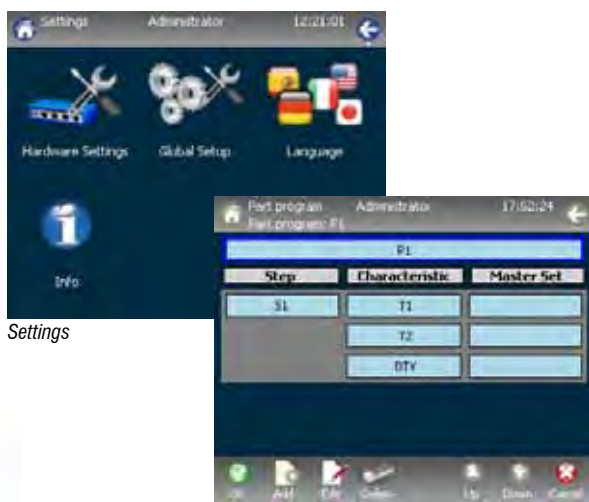 Settings Administrator 12:21:01
Hardware Settings Global Setup Language
Info
Settings
Part program Administrator 17:52:24
Part program: P1
P1
Step Characteristic Master Set
S1 T1
T2
DTY
Ok Add Edit Delete Up Down Cancel